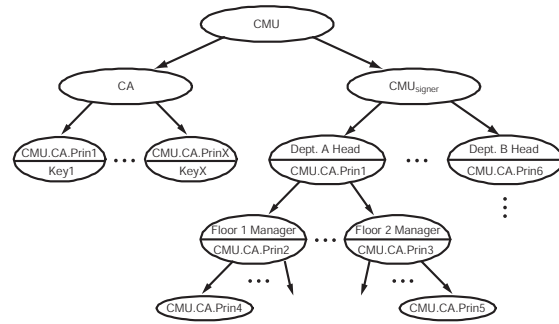 CMU
CA
CMUsigner
CMU.CA.Prin1
Key1
...
CMU.CA.PrinX
KeyX
Dept. A Head
CMU.CA.Prin1
...
Dept. B Head
CMU.CA.Prin6
Floor 1 Manager
CMU.CA.Prin2
...
Floor 2 Manager
CMU.CA.Prin3
...
...
CMU.CA.Prin4
CMU.CA.Prin5